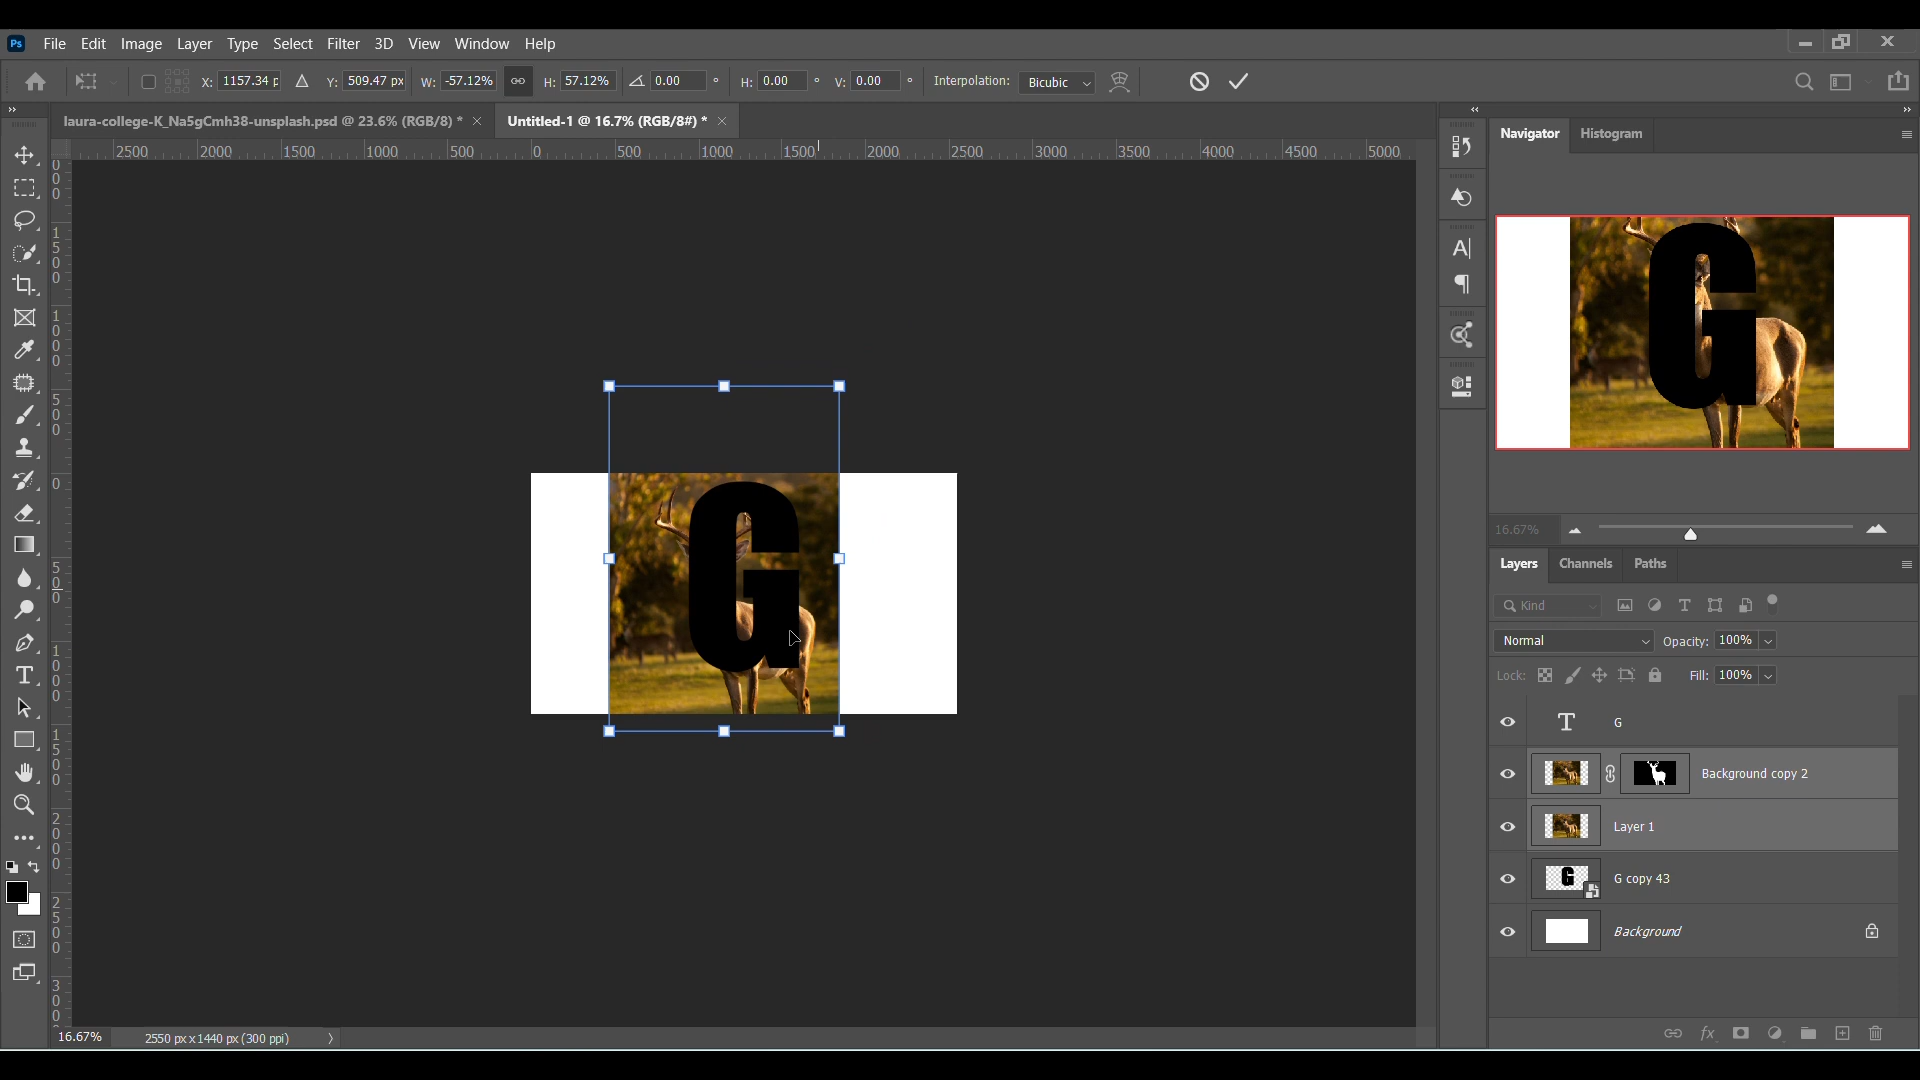 Ps File Edit Image Layer Type Select Filter 3D View Window Help
X: 1157.34 p Y: 509.47 px W: -57.12% H: 57.12% 0.00 ° H: 0.00 ° V: 0.00 ° Interpolation: Bicubic
laura-college-K_Na5gCmh38-unsplash.psd @ 23.6% (RGB/8) * × Untitled-1 @ 16.7% (RGB/8#) * ×
2500 2000 1500 1000 500 0 500 1000 1500 2000 2500 3000 3500 4000 4500 5000
Navigator Histogram
G
G
16.67%
Layers Channels Paths
Kind
Normal Opacity: 100%
Lock: Fill: 100%
G
Background copy 2
Layer 1
G copy 43
Background
16.67% 2550 px x 1440 px (300 ppi)